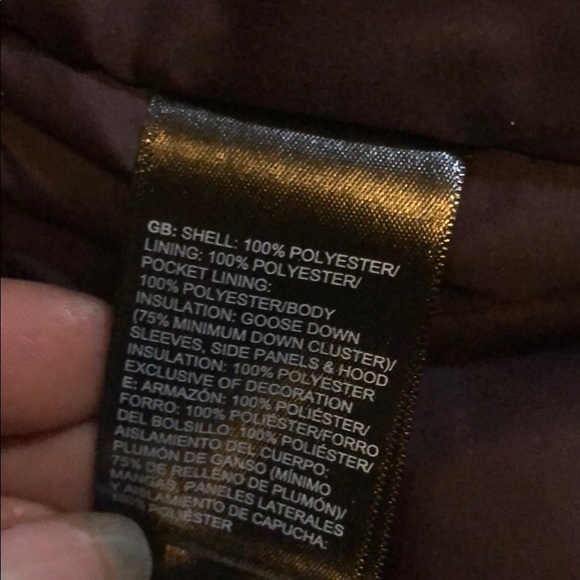 GB: SHELL: 100% POLYESTER/
LINING: 100% POLYESTER/
POCKET LINING:
100% POLYESTER/BODY
INSULATION: GOOSE DOWN
(75% MINIMUM DOWN CLUSTER)/
SLEEVES, SIDE PANELS & HOOD
INSULATION: 100% POLYESTER
EXCLUSIVE OF DECORATION
E: ARMAZÓN: 100% POLIÉSTER/
FORRO: 100% POLIÉSTER/FORRO
DEL BOLSILLO: 100% POLIÉSTER/
AISLAMIENTO DEL CUERPO:
PLUMÓN DE GANSO (MÍNIMO
75% DE RELLENO DE PLUMÓN)/
MANGAS, PANELES LATERALES
Y AISLAMIENTO DE CAPUCHA:
100% POLIÉSTER